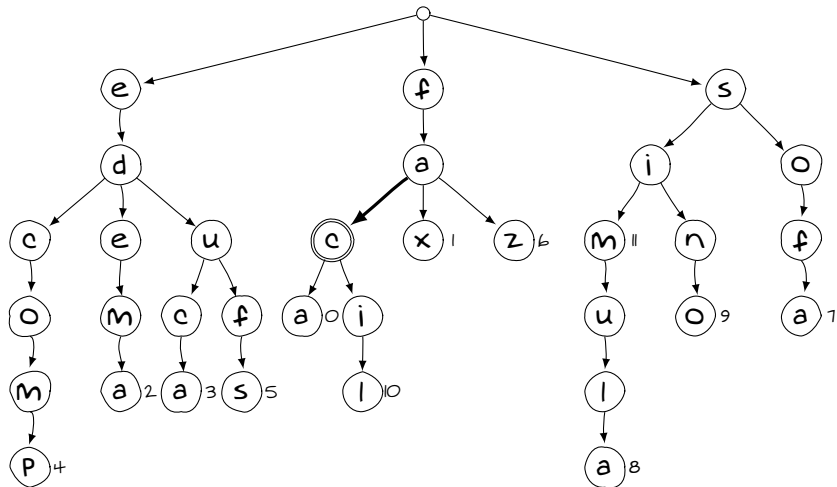 e f s
d a i o
c e u c x 1 z 6 m 11 n f
o m c f a 0 i u o 9 a 7
m a 2 a 3 s 5 l 10 l
p 4 a 8